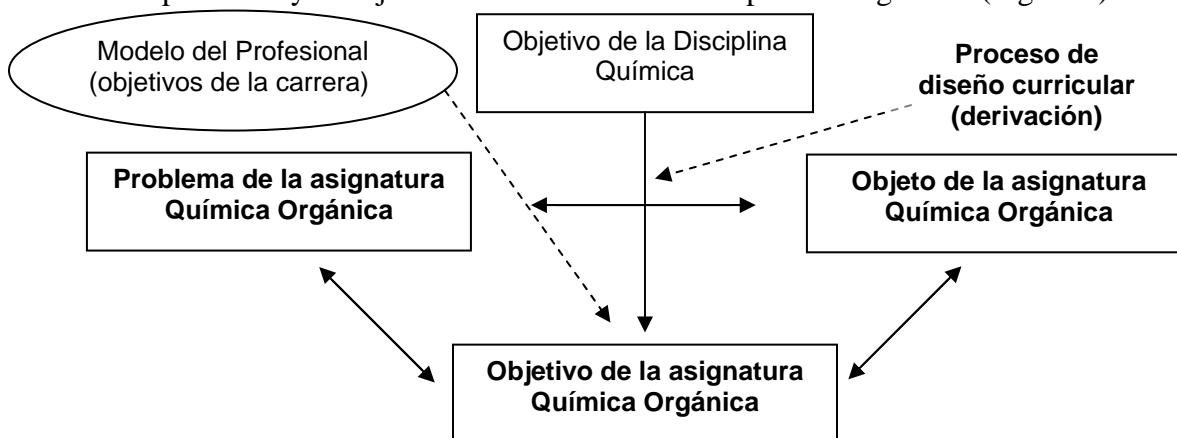 Modelo del Profesional
(objetivos de la carrera)
Objetivo de la Disciplina
Química
Proceso de
diseño curricular
(derivación)
Problema de la asignatura
Química Orgánica
Objeto de la asignatura
Química Orgánica
Objetivo de la asignatura
Química Orgánica